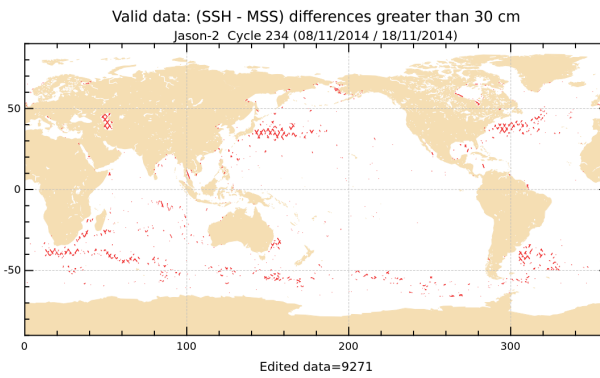 Valid data: (SSH - MSS) differences greater than 30 cm
Jason-2  Cycle 234 (08/11/2014 / 18/11/2014)
50
0
-50
0 100 200 300
Edited data=9271